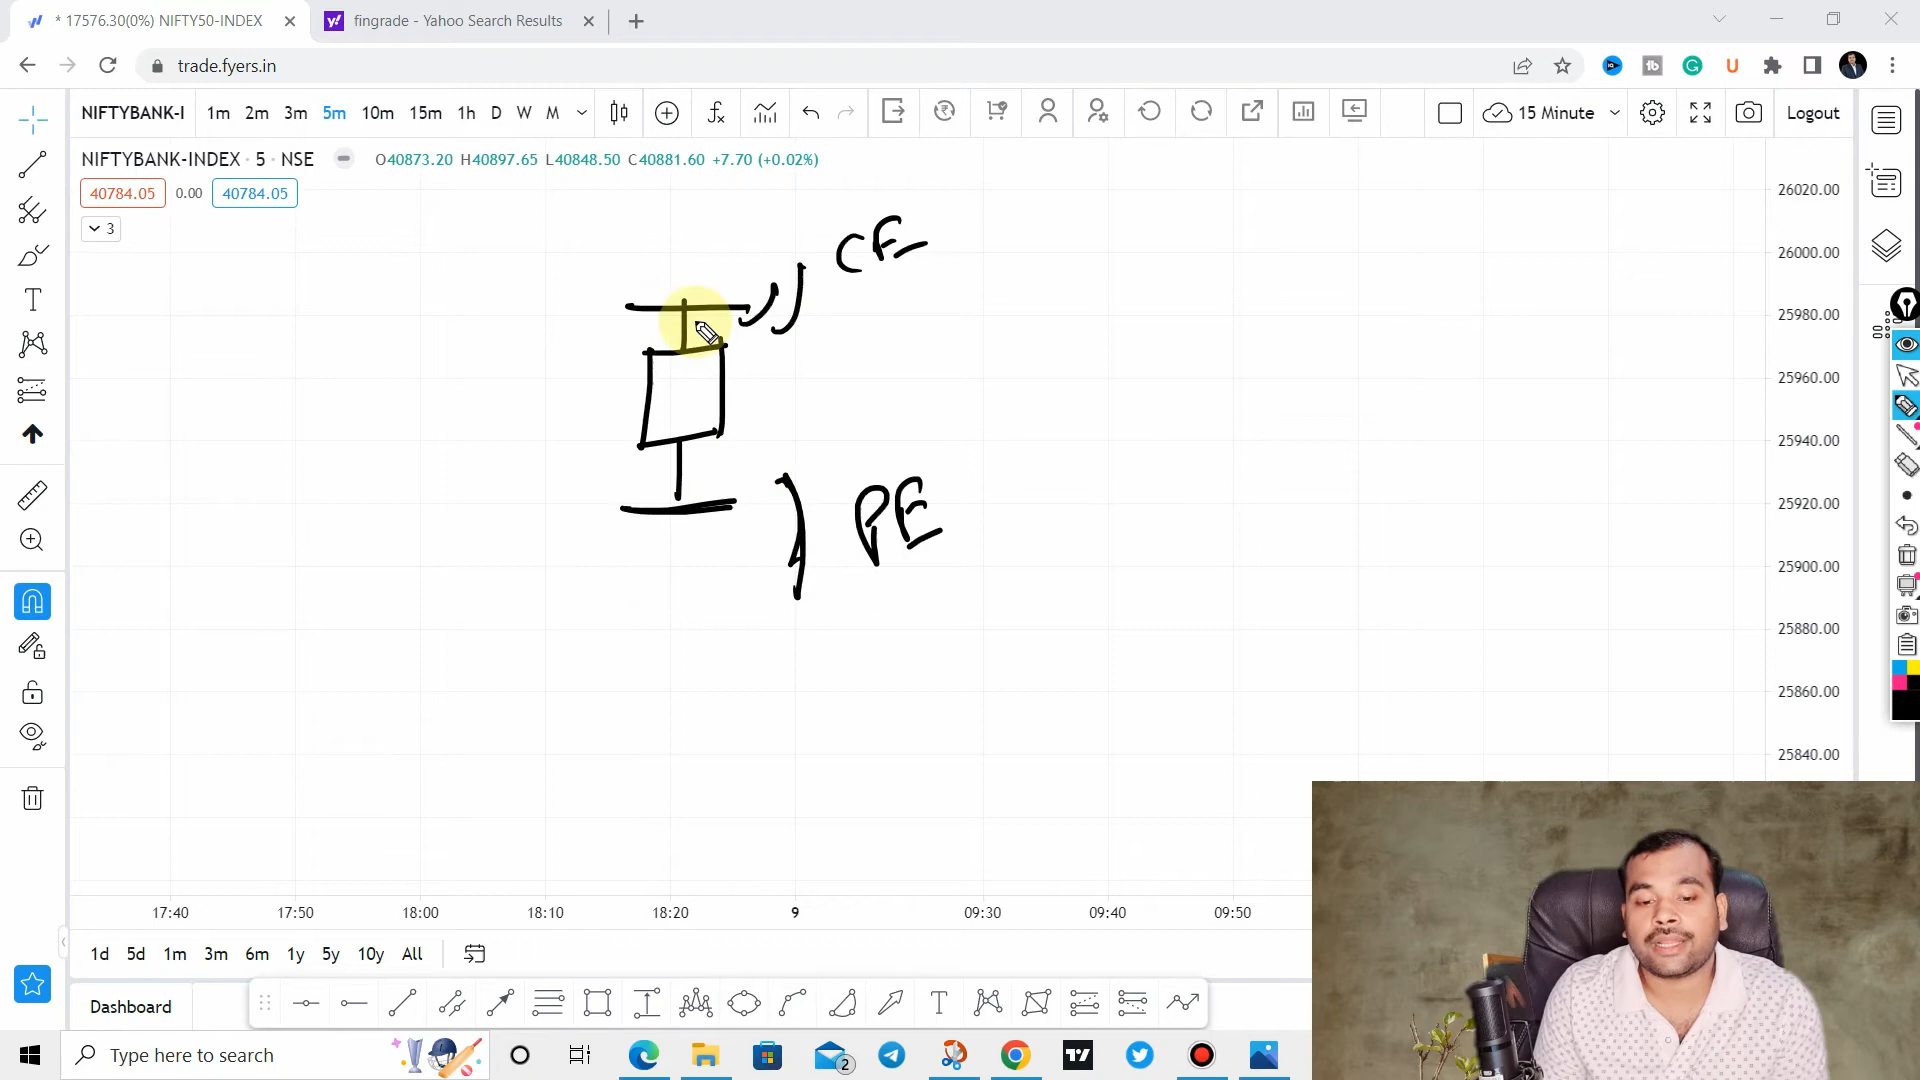 * 17576.30(0%) NIFTY50-INDEX
fingrade - Yahoo Search Results
trade.fyers.in
NIFTYBANK-I 1m 2m 3m 5m 10m 15m 1h D W M 15 Minute Logout
NIFTYBANK-INDEX · 5 · NSE O40873.20 H40897.65 L40848.50 C40881.60 +7.70 (+0.02%)
40784.05 0.00 40784.05
3
CE
PE
26020.00
26000.00
25980.00
25960.00
25940.00
25920.00
25900.00
25880.00
25860.00
25840.00
17:40 17:50 18:00 18:10 18:20 9 09:30 09:40 09:50
1d 5d 1m 3m 6m 1y 5y 10y All
Dashboard
Type here to search
2